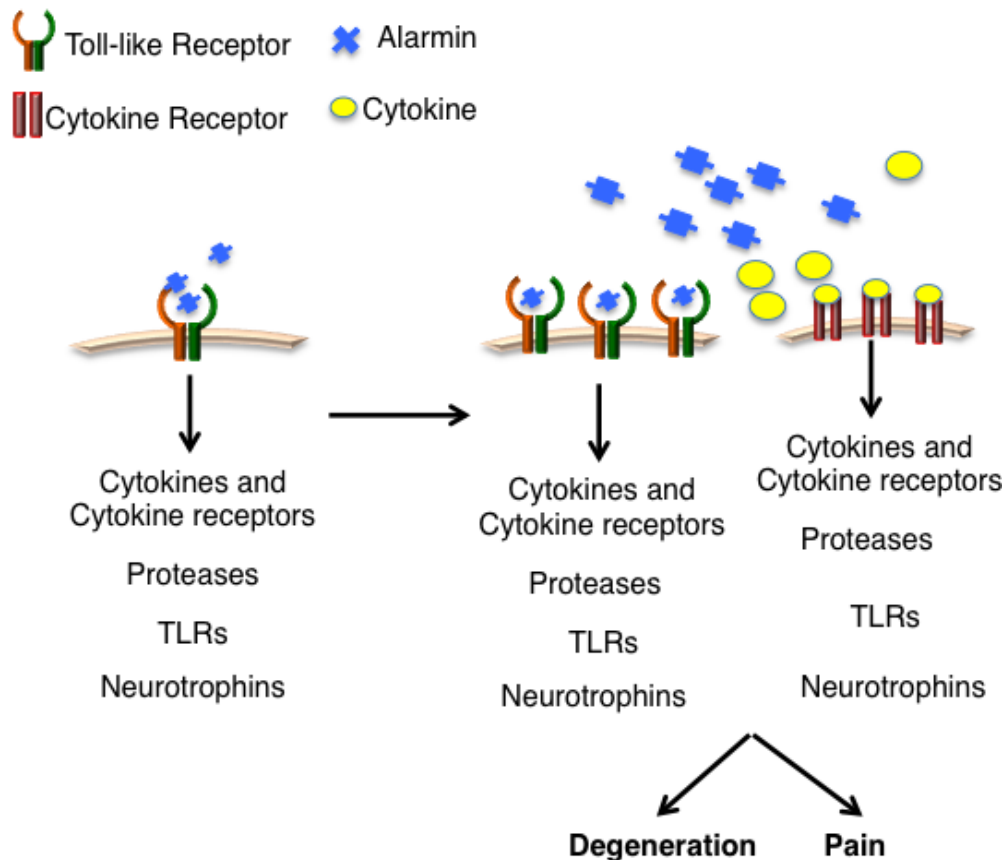 Toll-like Receptor
Alarmin
Cytokine Receptor
Cytokine
Cytokines and
Cytokine receptors
Proteases
TLRs
Neurotrophins
Cytokines and
Cytokine receptors
Proteases
TLRs
Neurotrophins
Cytokines and
Cytokine receptors
Proteases
TLRs
Neurotrophins
Degeneration
Pain